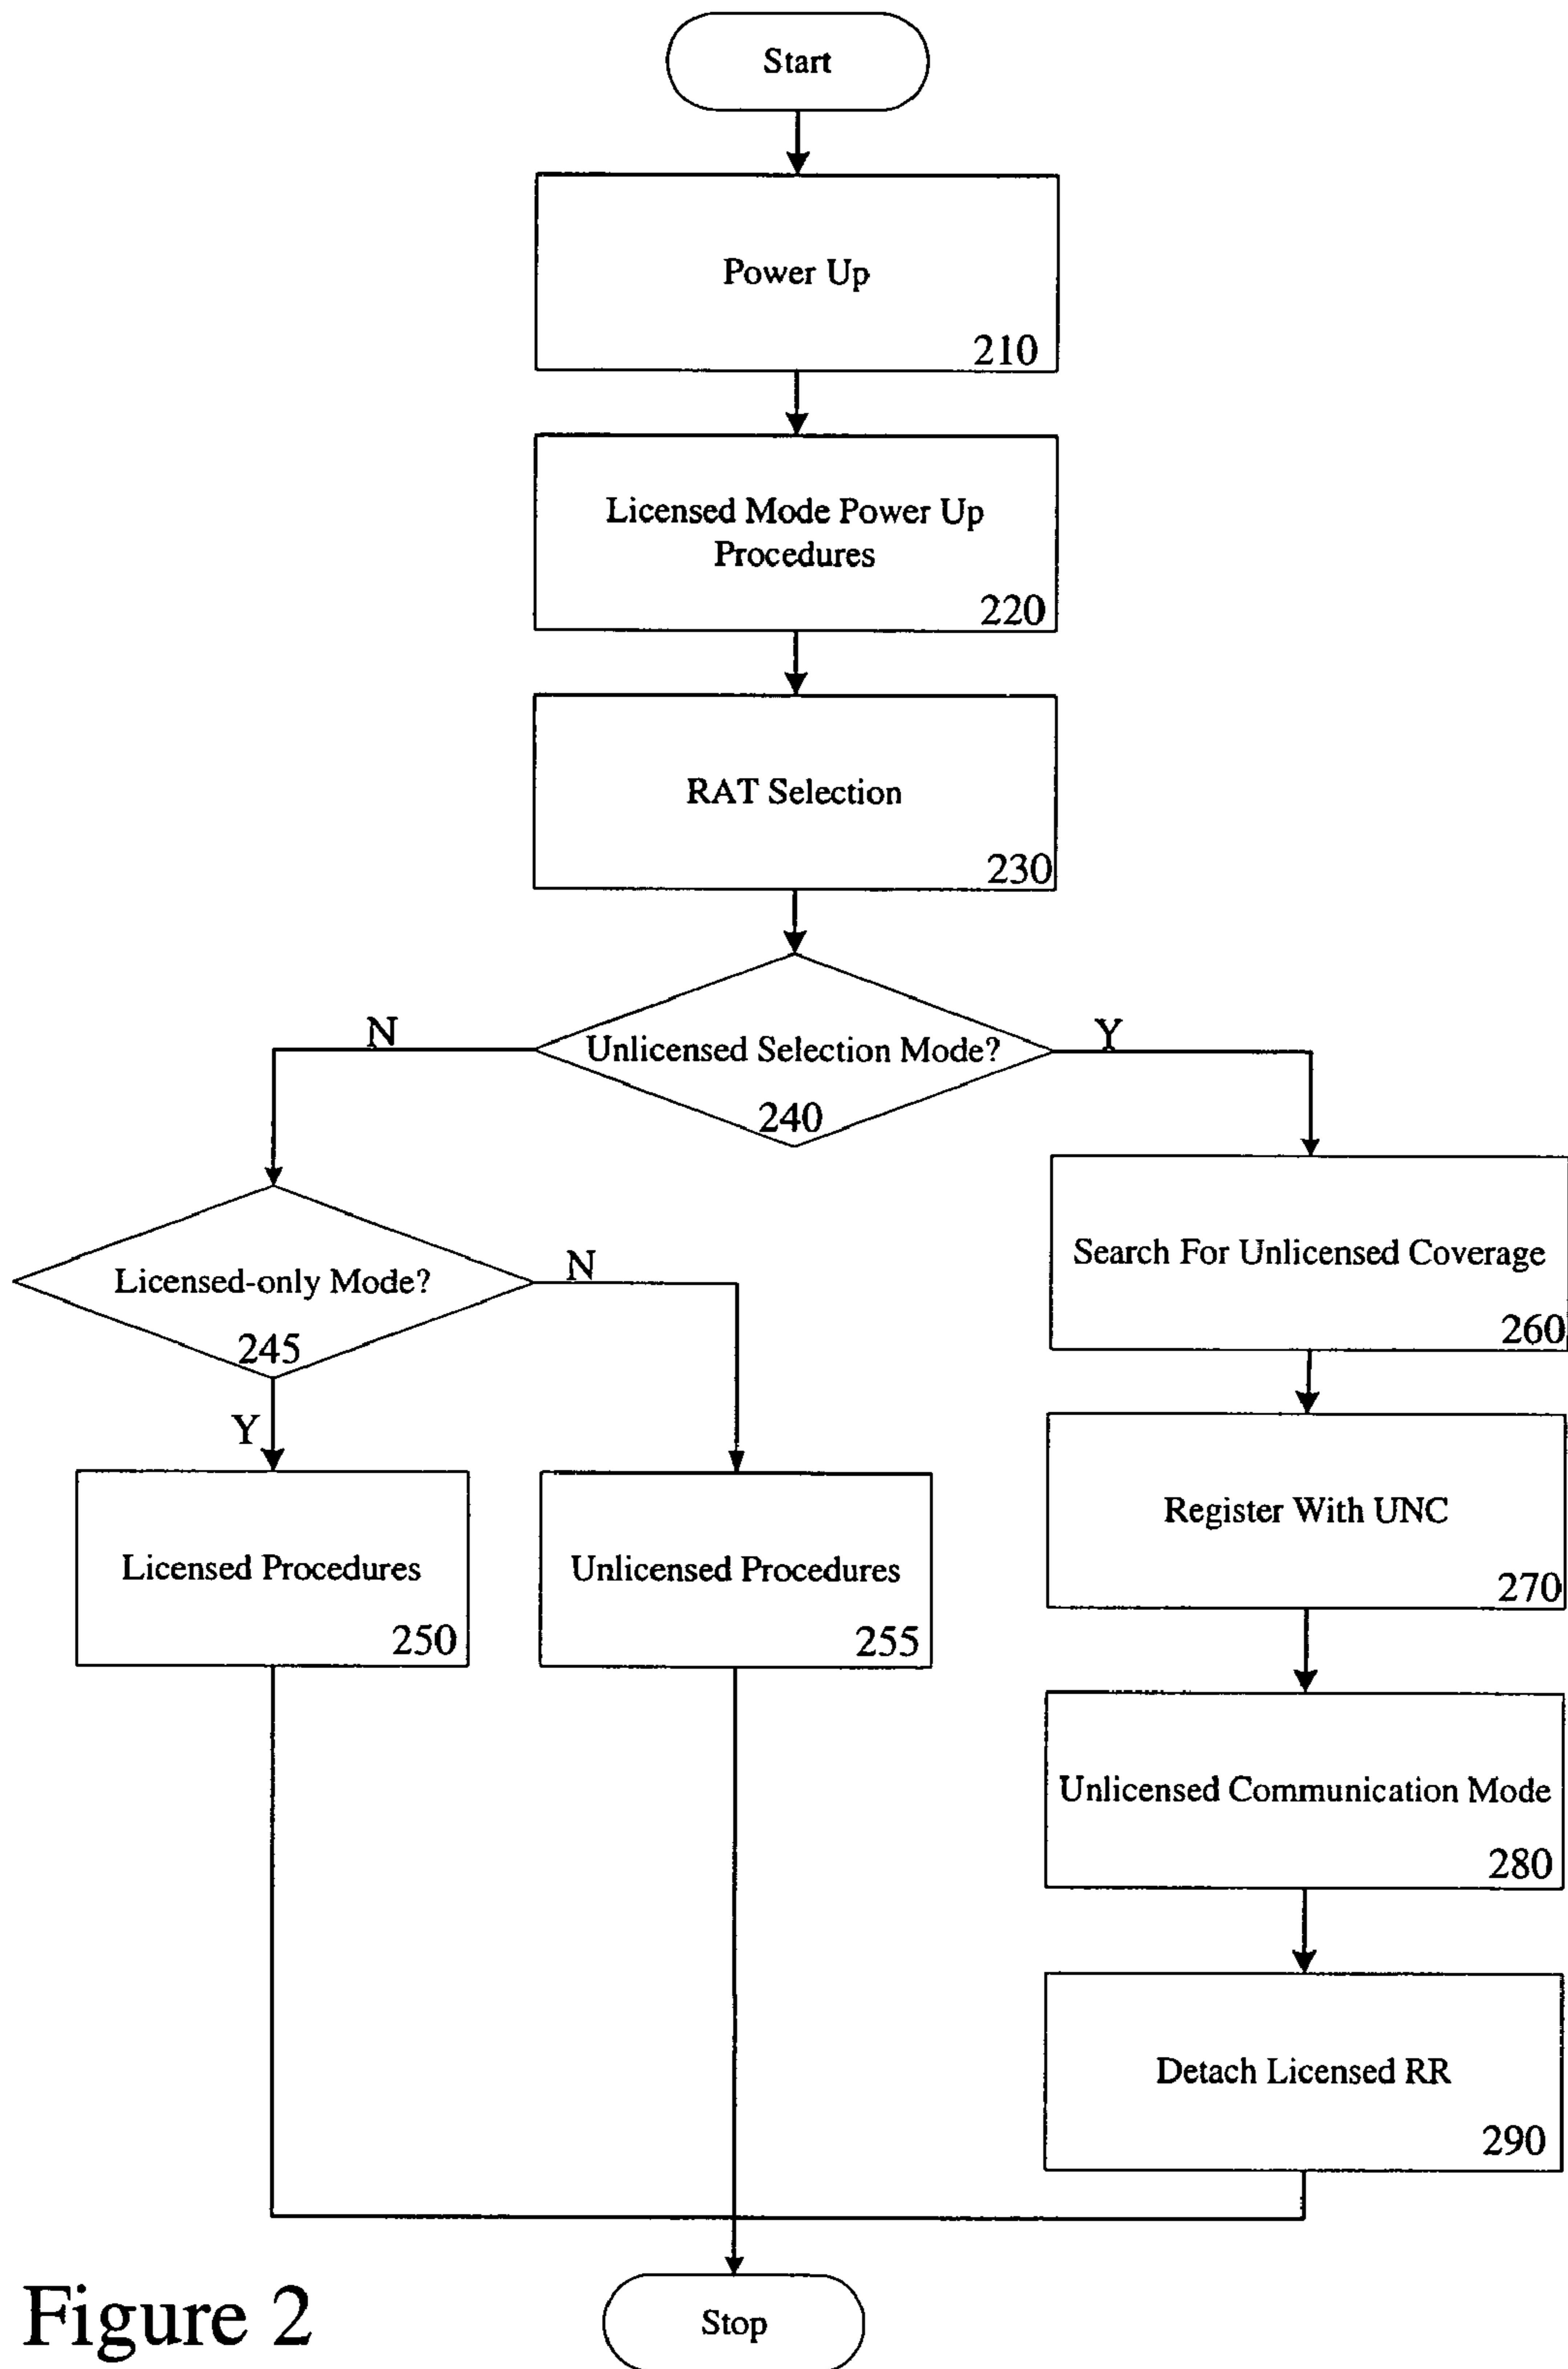 Start
Power Up
210
Licensed Mode Power Up
Procedures
220
RAT Selection
230
N
Y
Unlicensed Selection Mode?
240
Search For Unlicensed Coverage
260
N
Licensed-only Mode?
245
Y
Register With UNC
270
Licensed Procedures
250
Unlicensed Procedures
255
Unlicensed Communication Mode
280
Detach Licensed RR
290
Figure 2
Stop